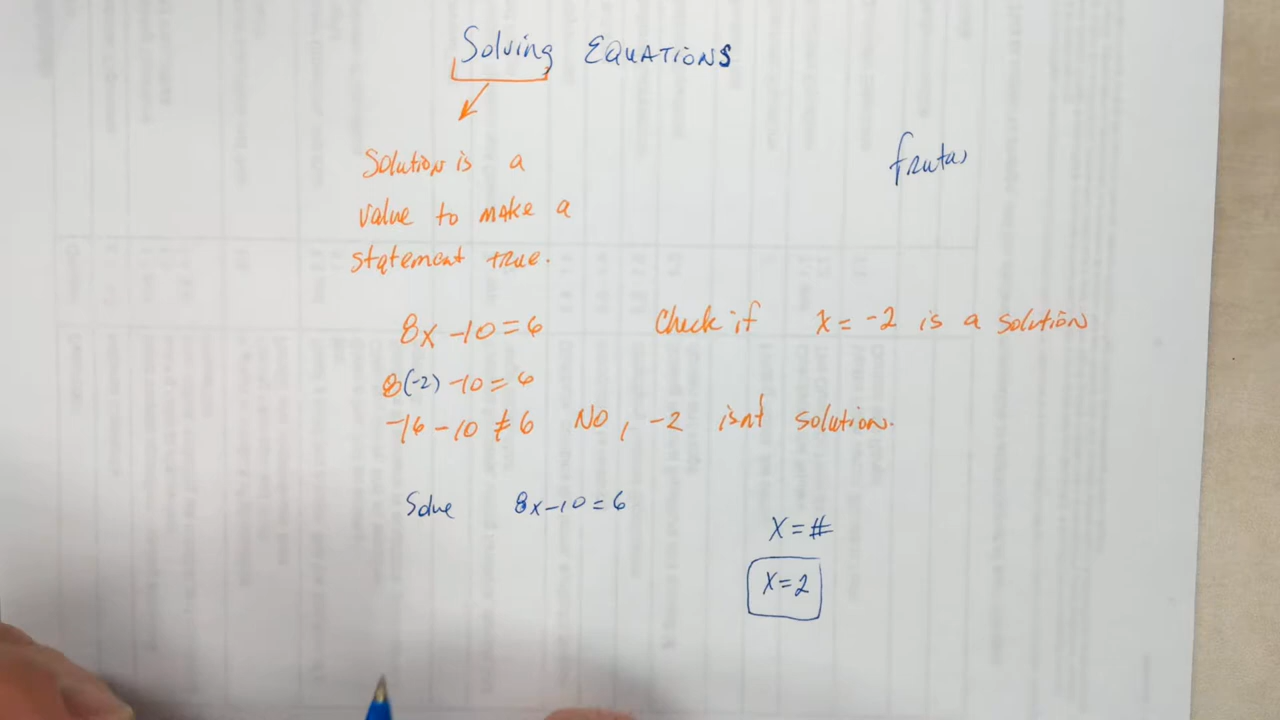 Solving EQUATIONS
frutas
Solution is a
value to make a
statement true.
8x - 10 = 6 Check if x = -2 is a solution
8(-2) - 10 = 6
-16 - 10 ≠ 6 No, -2 isn't solution.
Solve 8x - 10 = 6
X = #
X = 2